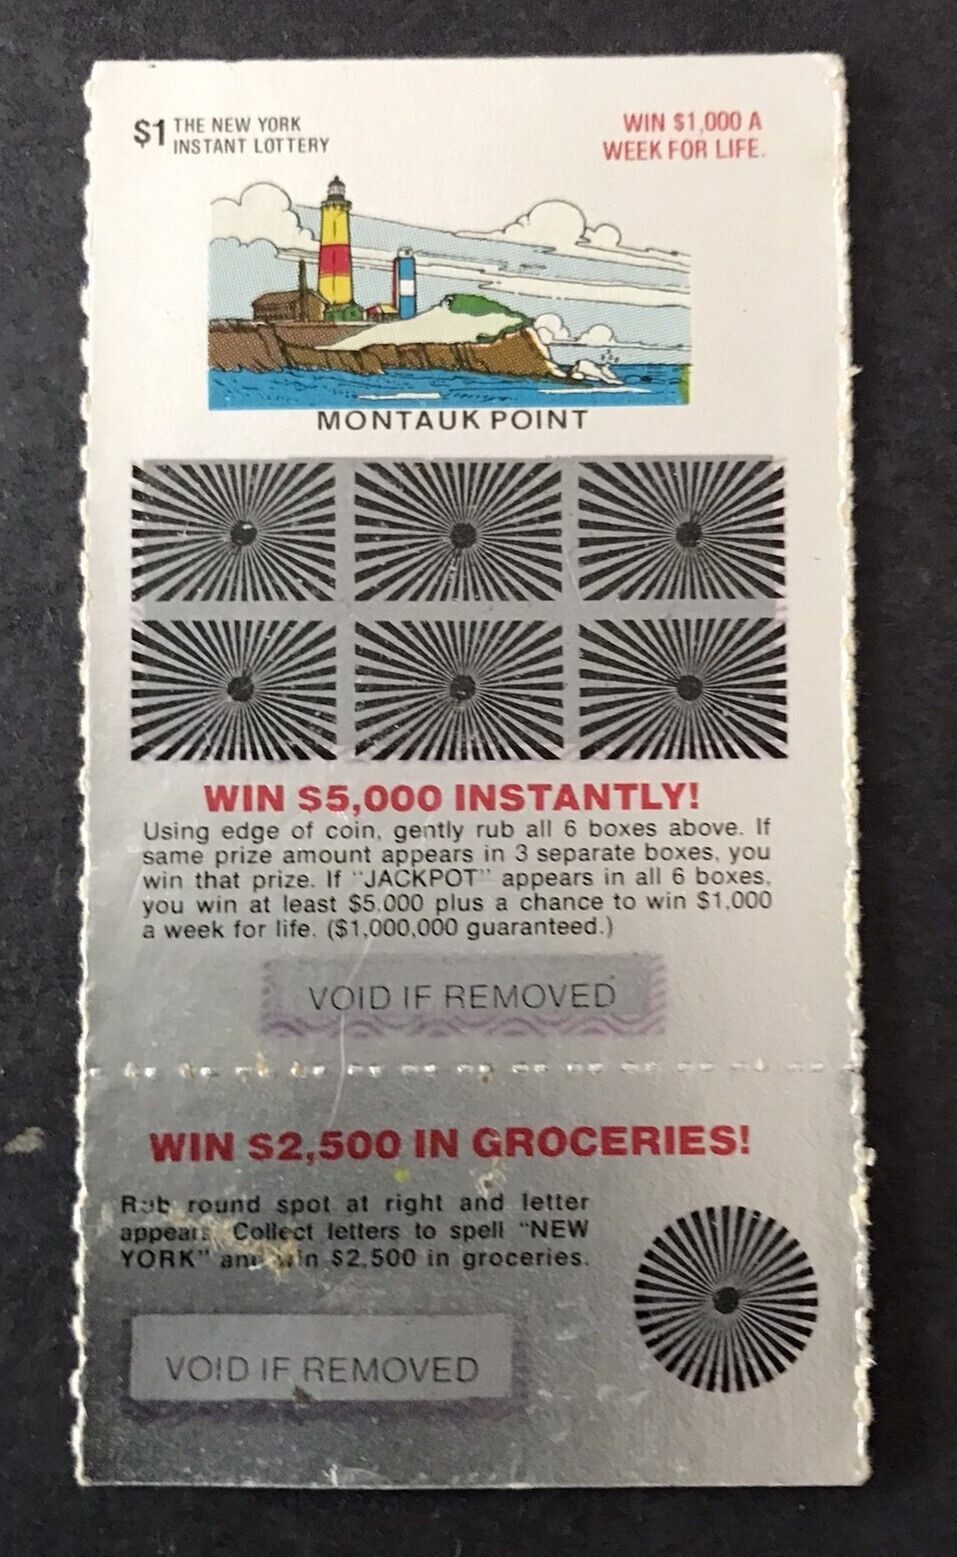 $1 THE NEW YORK
INSTANT LOTTERY
WIN $1,000 A
WEEK FOR LIFE.
MONTAUK POINT
WIN $5,000 INSTANTLY!
Using edge of coin, gently rub all 6 boxes above. If
same prize amount appears in 3 separate boxes, you
win that prize. If "JACKPOT" appears in all 6 boxes,
you win at least $5,000 plus a chance to win $1,000
a week for life. ($1,000,000 guaranteed.)
VOID IF REMOVED
WIN $2,500 IN GROCERIES!
Rub round spot at right and letter
appears. Collect letters to spell "NEW
YORK" and win $2,500 in groceries.
VOID IF REMOVED